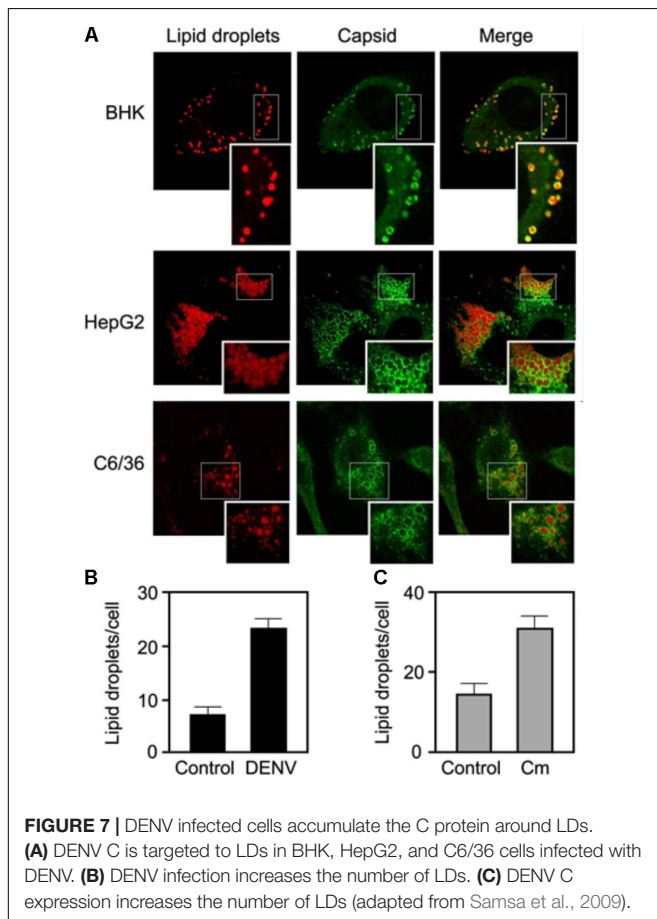 A
Lipid droplets Capsid Merge
BHK
HepG2
C6/36
B
Lipid droplets/cell
30
20
10
0
Control DENV
C
Lipid droplets/cell
40
20
0
Control Cm
FIGURE 7 | DENV infected cells accumulate the C protein around LDs.
(A) DENV C is targeted to LDs in BHK, HepG2, and C6/36 cells infected with
DENV. (B) DENV infection increases the number of LDs. (C) DENV C
expression increases the number of LDs (adapted from Samsa et al., 2009).